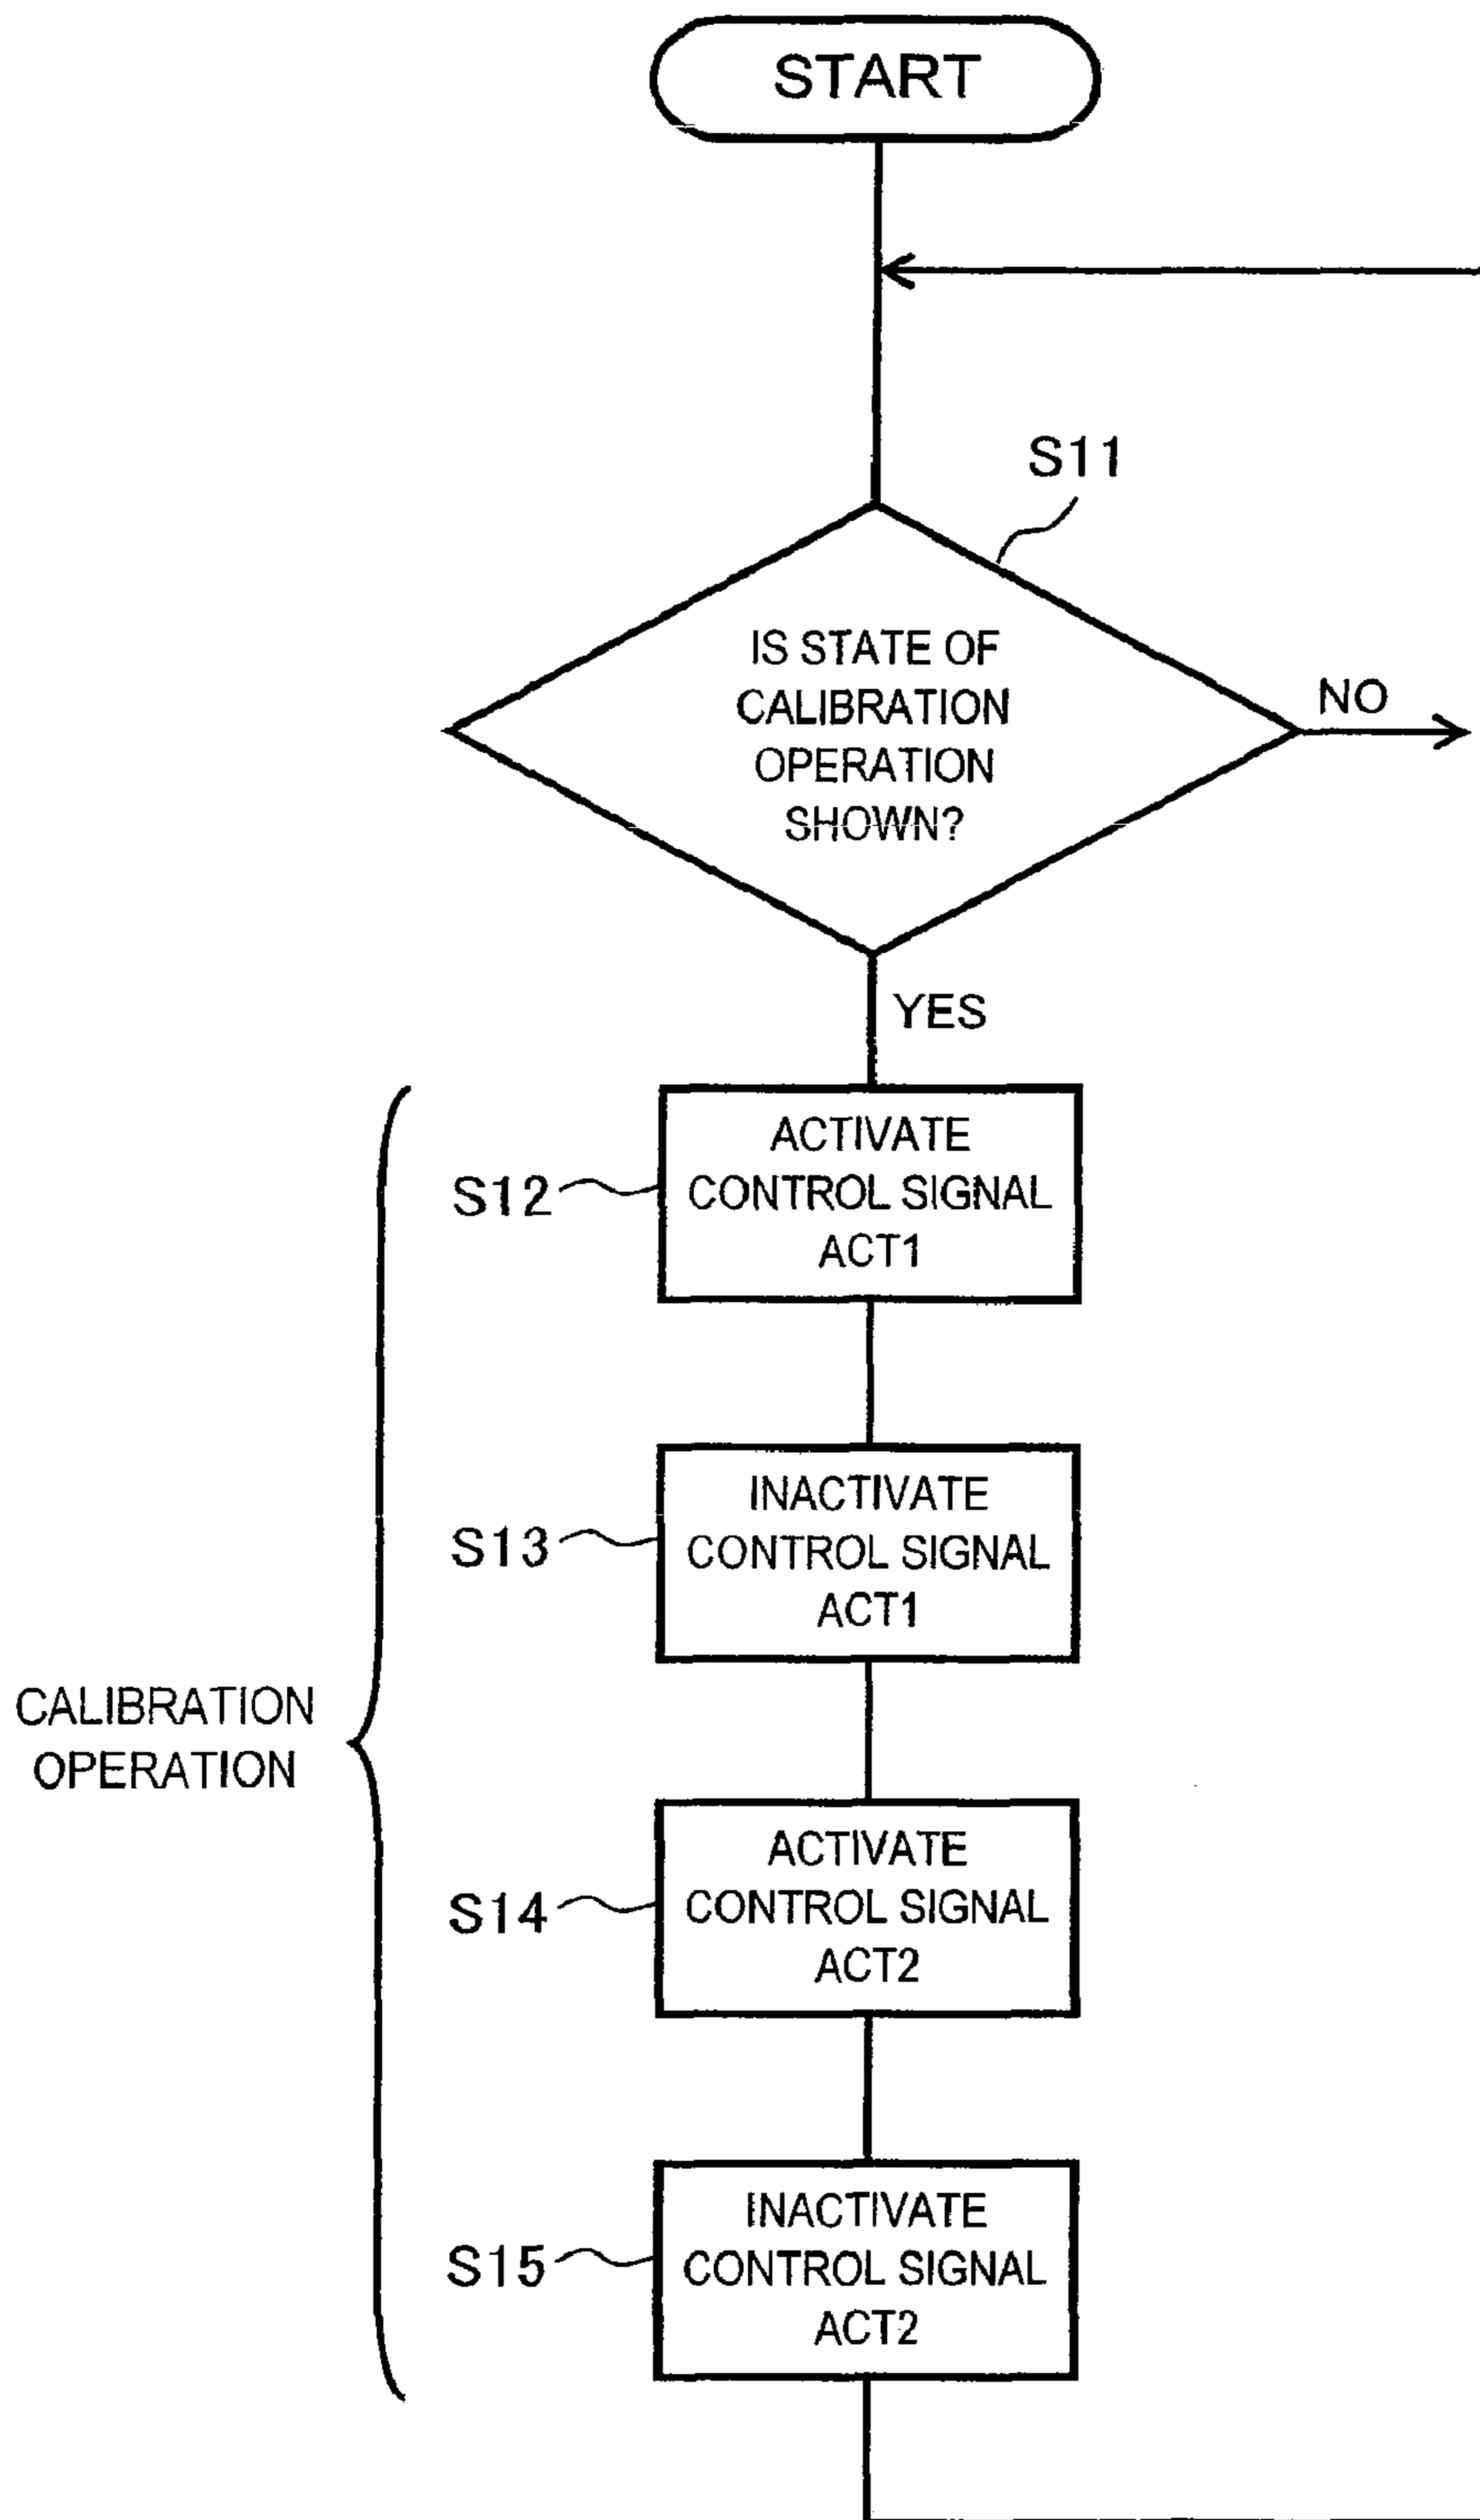 START
S11
IS STATE OF
CALIBRATION
OPERATION
SHOWN?
NO
YES
S12
ACTIVATE
CONTROL SIGNAL
ACT1
S13
INACTIVATE
CONTROL SIGNAL
ACT1
CALIBRATION
OPERATION
S14
ACTIVATE
CONTROL SIGNAL
ACT2
S15
INACTIVATE
CONTROL SIGNAL
ACT2